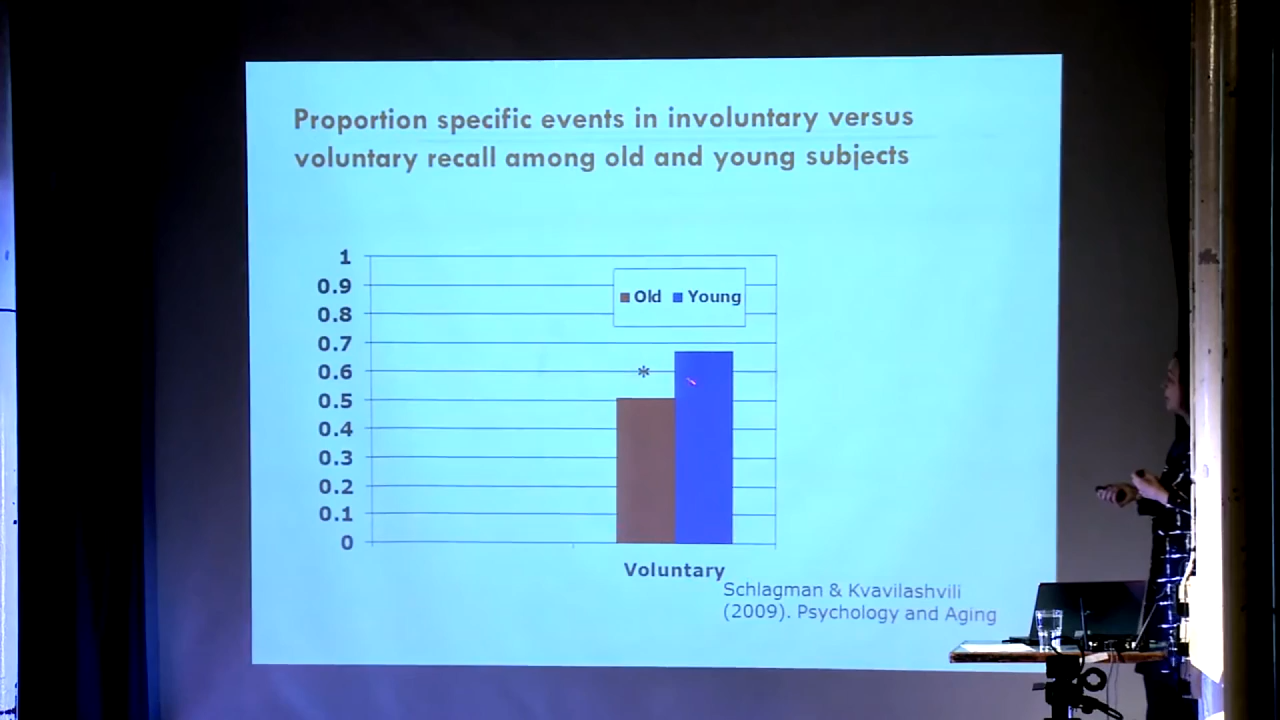 Proportion specific events in involuntary versus
voluntary recall among old and young subjects
1
0.9
0.8
0.7
0.6
0.5
0.4
0.3
0.2
0.1
0
Old Young
*
Voluntary
Schlagman & Kvavilashvili
(2009). Psychology and Aging